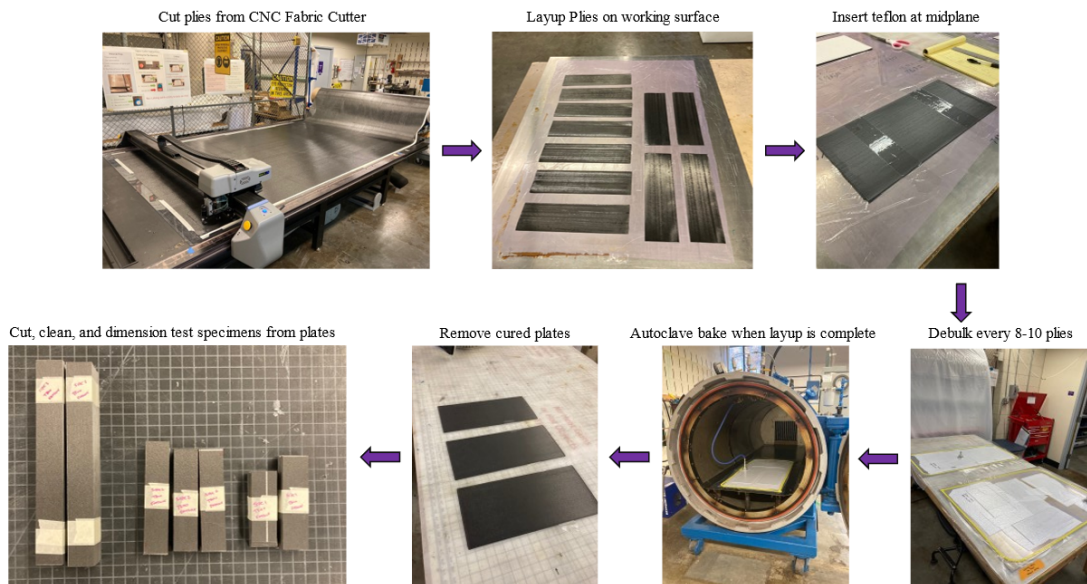 Cut plies from CNC Fabric Cutter
Layup Plies on working surface
Insert teflon at midplane
CAUTION
Debulk every 8-10 plies
Autoclave bake when layup is complete
Remove cured plates
Cut, clean, and dimension test specimens from plates